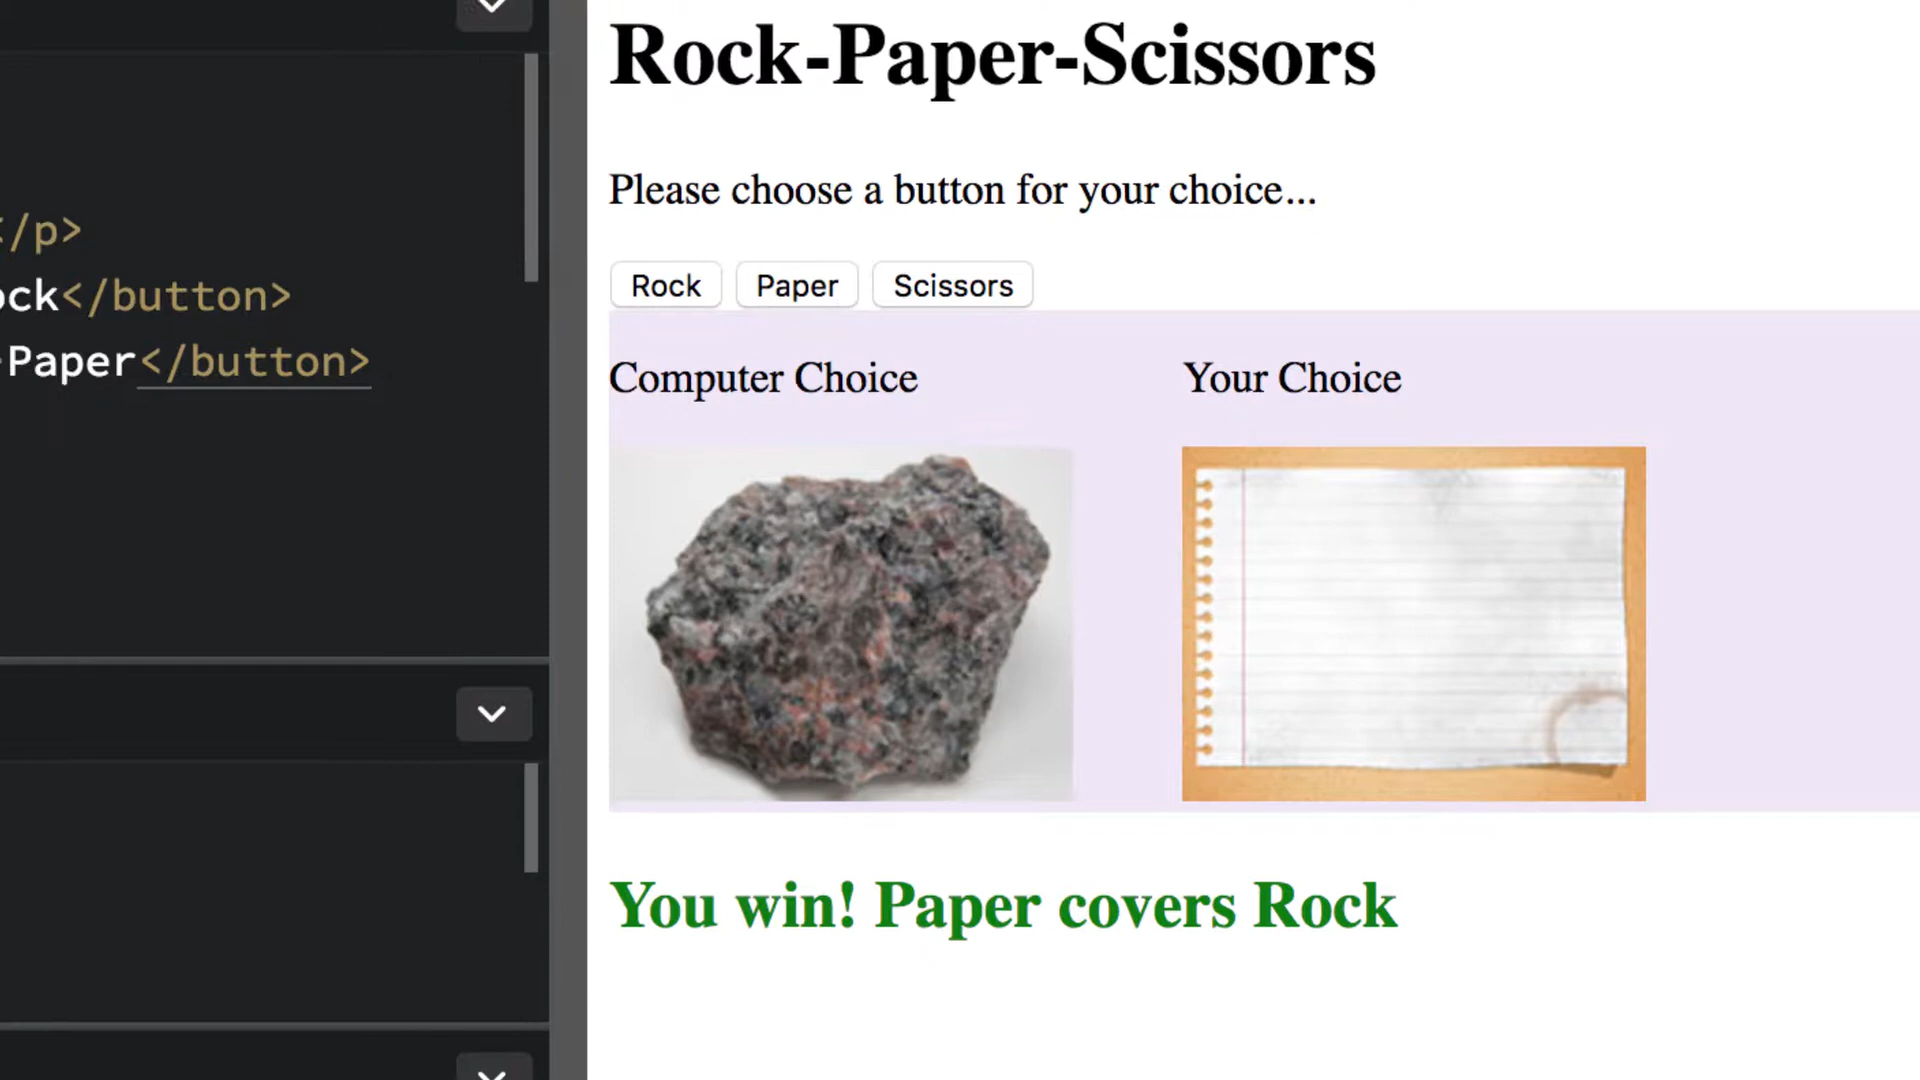 Rock-Paper-Scissors
Please choose a button for your choice...
</p>
ock</button>
Paper</button>
Rock Paper Scissors
Computer Choice Your Choice
You win! Paper covers Rock